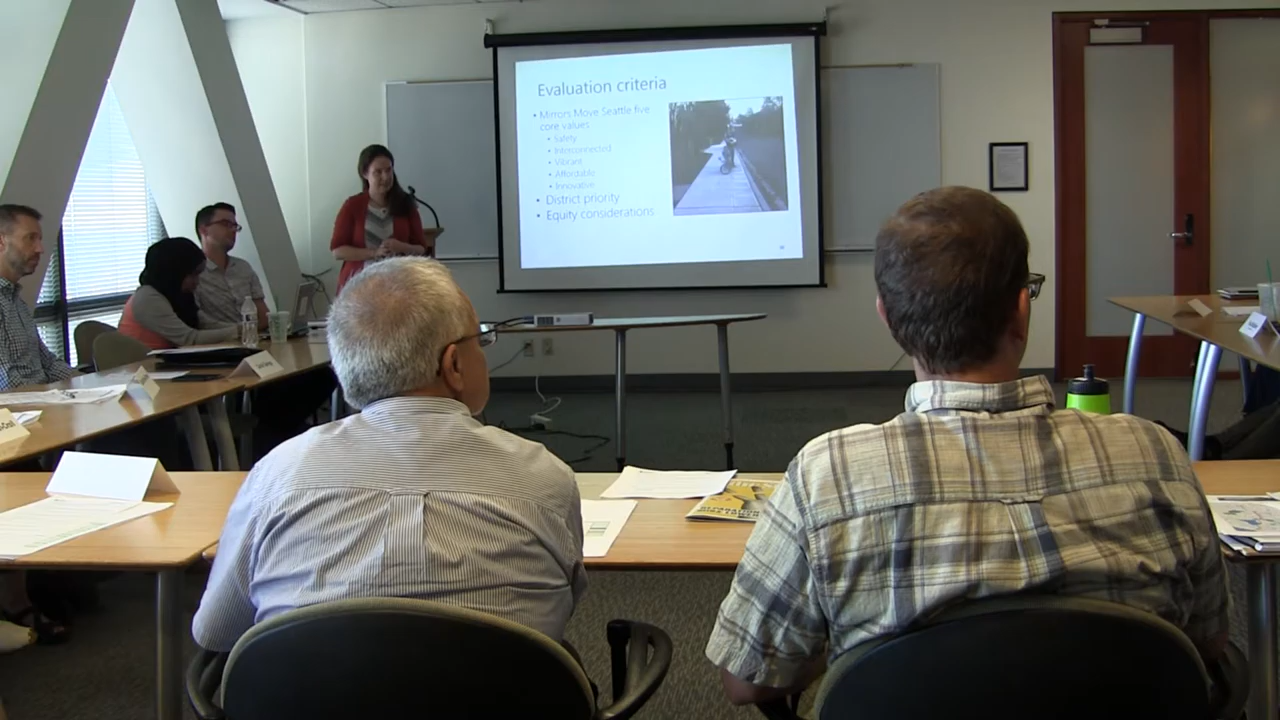 Evaluation criteria
• Mirrors Move Seattle five
core values
• Safety
• Interconnected
• Vibrant
• Affordable
• Innovative
• District priority
• Equity considerations